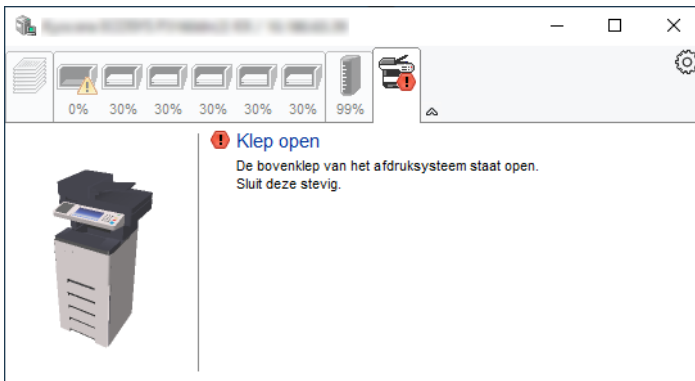 0% 30% 30% 30% 30% 30% 99%
Klep open
De bovenklep van het afdruksysteem staat open.
Sluit deze stevig.